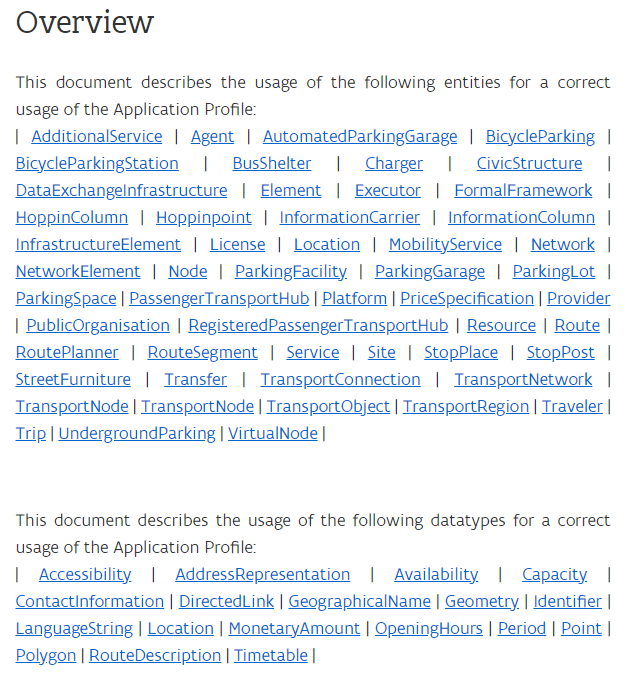 Overview
This document describes the usage of the following entities for a correct
usage of the Application Profile:
| AdditionalService | Agent | AutomatedParkingGarage | BicycleParking |
BicycleParkingStation | BusShelter | Charger | CivicStructure |
DataExchangeInfrastructure | Element | Executor | FormalFramework |
HoppinColumn | Hoppinpoint | InformationCarrier | InformationColumn |
InfrastructureElement | License | Location | MobilityService | Network |
NetworkElement | Node | ParkingFacility | ParkingGarage | ParkingLot |
ParkingSpace | PassengerTransportHub | Platform | PriceSpecification | Provider
| PublicOrganisation | RegisteredPassengerTransportHub | Resource | Route |
RoutePlanner | RouteSegment | Service | Site | StopPlace | StopPost |
StreetFurniture | Transfer | TransportConnection | TransportNetwork |
TransportNode | TransportNode | TransportObject | TransportRegion | Traveler |
Trip | UndergroundParking | VirtualNode |
This document describes the usage of the following datatypes for a correct
usage of the Application Profile:
| Accessibility | AddressRepresentation | Availability | Capacity |
ContactInformation | DirectedLink | GeographicalName | Geometry | Identifier |
LanguageString | Location | MonetaryAmount | OpeningHours | Period | Point |
Polygon | RouteDescription | Timetable |